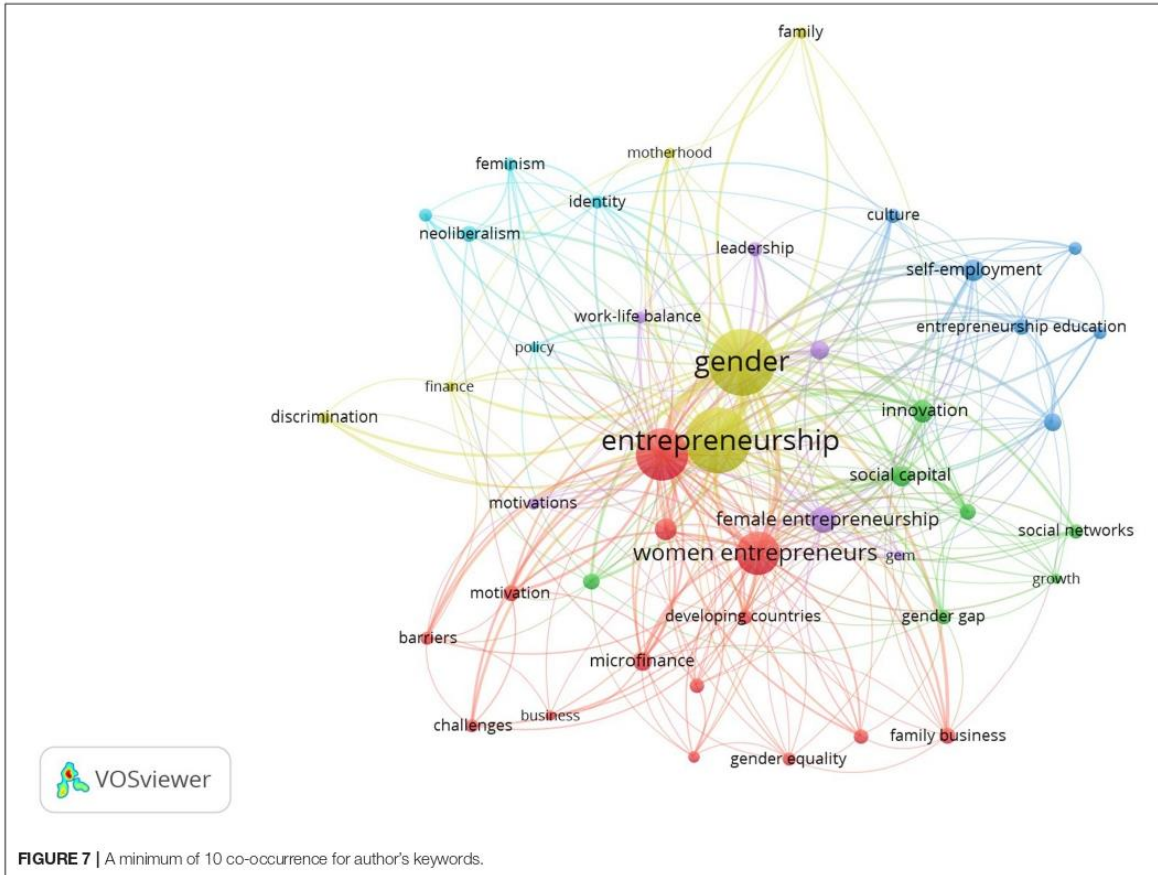 family
motherhood
feminism
identity
culture
neoliberalism
leadership
self-employment
work-life balance
entrepreneurship education
policy
gender
finance
discrimination
innovation
entrepreneurship
social capital
motivations
female entrepreneurship
social networks
women entrepreneurs
gem
growth
motivation
developing countries
gender gap
barriers
microfinance
business
challenges
family business
gender equality
VOSviewer
FIGURE 7 | A minimum of 10 co-occurrence for author's keywords.